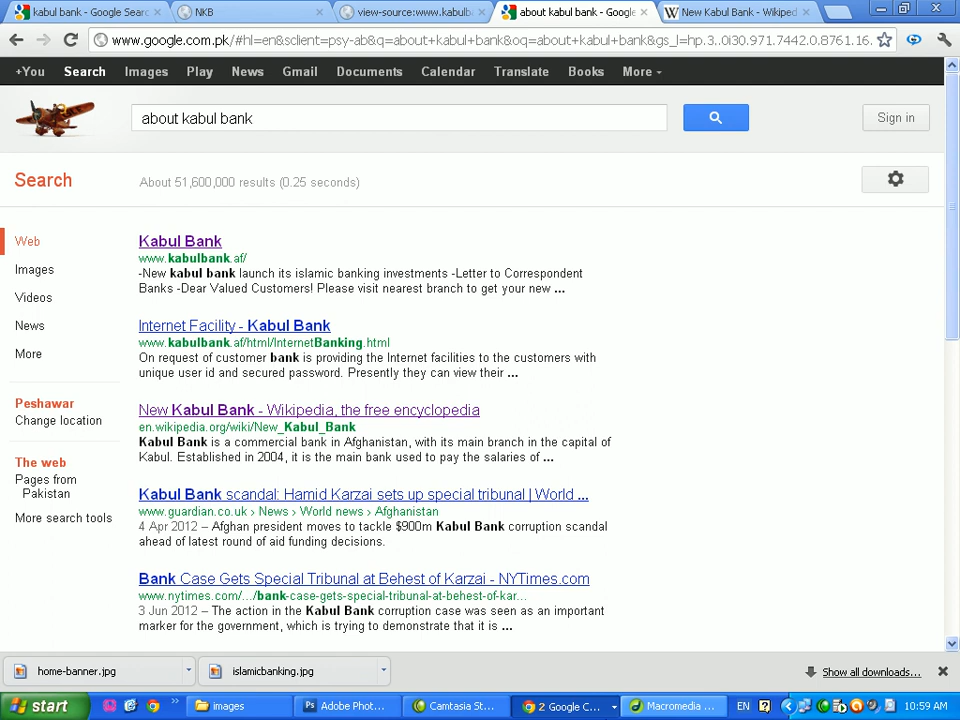 kabul bank - Google Searc
NKB
view-source:www.kabulba
about kabul bank - Google
New Kabul Bank - Wikiped
www.google.com.pk/#hl=en&sclient=psy-ab&q=about+kabul+bank&oq=about+kabul+bank&gs_l=hp.3..0i30.971.7442.0.8761.16.
+You Search Images Play News Gmail Documents Calendar Translate Books More
about kabul bank
Sign in
Search
About 51,600,000 results (0.25 seconds)
Web
Images
Videos
News
More
Peshawar
Change location
The web
Pages from
Pakistan
More search tools
Kabul Bank
www.kabulbank.af/
-New kabul bank launch its islamic banking investments -Letter to Correspondent
Banks -Dear Valued Customers! Please visit nearest branch to get your new ...
Internet Facility - Kabul Bank
www.kabulbank.af/html/InternetBanking.html
On request of customer bank is providing the Internet facilities to the customers with
unique user id and secured password. Presently they can view their ...
New Kabul Bank - Wikipedia, the free encyclopedia
en.wikipedia.org/wiki/New_Kabul_Bank
Kabul Bank is a commercial bank in Afghanistan, with its main branch in the capital of
Kabul. Established in 2004, it is the main bank used to pay the salaries of ...
Kabul Bank scandal: Hamid Karzai sets up special tribunal | World ...
www.guardian.co.uk › News › World news › Afghanistan
4 Apr 2012 – Afghan president moves to tackle $900m Kabul Bank corruption scandal
ahead of latest round of aid funding decisions.
Bank Case Gets Special Tribunal at Behest of Karzai - NYTimes.com
www.nytimes.com/.../bank-case-gets-special-tribunal-at-behest-of-kar...
3 Jun 2012 – The action in the Kabul Bank corruption case was seen as an important
marker for the government, which is trying to demonstrate that it is ...
home-banner.jpg
islamicbanking.jpg
Show all downloads...
start
images
Adobe Phot...
Camtasia St...
2 Google C...
Macromedia ...
EN
10:59 AM